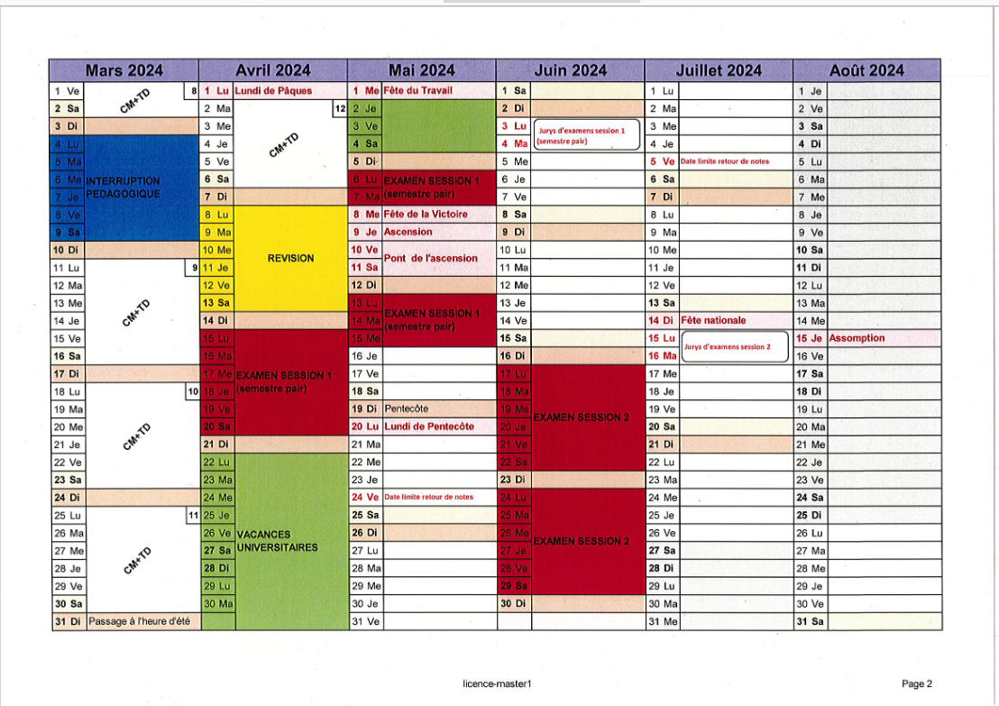 Mars 2024
1 Ve 8
2 Sa CM+TD
3 Di
4 Lu
5 Ma
6 Me INTERRUPTION
7 Je PEDAGOGIQUE
8 Ve
9 Sa
10 Di
11 Lu 9
12 Ma
13 Me
14 Je CM+TD
15 Ve
16 Sa
17 Di
18 Lu 10
19 Ma
20 Me
21 Je CM+TD
22 Ve
23 Sa
24 Di
25 Lu 11
26 Ma
27 Me
28 Je CM+TD
29 Ve
30 Sa
31 Di Passage à l'heure d'été
Avril 2024
1 Lu Lundi de Pâques
2 Ma 12
3 Me
4 Je CM+TD
5 Ve
6 Sa
7 Di
8 Lu
9 Ma
10 Me REVISION
11 Je
12 Ve
13 Sa
14 Di
15 Lu
16 Ma
17 Me EXAMEN SESSION 1
18 Je (semestre pair)
19 Ve
20 Sa
21 Di
22 Lu
23 Ma
24 Me
25 Je
26 Ve VACANCES
27 Sa UNIVERSITAIRES
28 Di
29 Lu
30 Ma
Mai 2024
1 Me Fête du Travail
2 Je
3 Ve
4 Sa
5 Di
6 Lu EXAMEN SESSION 1
7 Ma (semestre pair)
8 Me Fête de la Victoire
9 Je Ascension
10 Ve Pont de l'ascension
11 Sa
12 Di
13 Lu
14 Ma EXAMEN SESSION 1
15 Me (semestre pair)
16 Je
17 Ve
18 Sa
19 Di Pentecôte
20 Lu Lundi de Pentecôte
21 Ma
22 Me
23 Je
24 Ve Date limite retour de notes
25 Sa
26 Di
27 Lu
28 Ma
29 Me
30 Je
31 Ve
Juin 2024
1 Sa
2 Di
3 Lu Jurys d'examens session 1
4 Ma (semestre pair)
5 Me
6 Je
7 Ve
8 Sa
9 Di
10 Lu
11 Ma
12 Me
13 Je
14 Ve
15 Sa
16 Di
17 Lu
18 Ma
19 Me EXAMEN SESSION 2
20 Je
21 Ve
22 Sa
23 Di
24 Lu
25 Ma
26 Me EXAMEN SESSION 2
27 Je
28 Ve
29 Sa
30 Di
Juillet 2024
1 Lu
2 Ma
3 Me
4 Je
5 Ve Date limite retour de notes
6 Sa
7 Di
8 Lu
9 Ma
10 Me
11 Je
12 Ve
13 Sa
14 Di Fête nationale
15 Lu Jurys d'examens session 2
16 Ma
17 Me
18 Je
19 Ve
20 Sa
21 Di
22 Lu
23 Ma
24 Me
25 Je
26 Ve
27 Sa
28 Di
29 Lu
30 Ma
31 Me
Août 2024
1 Je
2 Ve
3 Sa
4 Di
5 Lu
6 Ma
7 Me
8 Je
9 Ve
10 Sa
11 Di
12 Lu
13 Ma
14 Me
15 Je Assomption
16 Ve
17 Sa
18 Di
19 Lu
20 Ma
21 Me
22 Je
23 Ve
24 Sa
25 Di
26 Lu
27 Ma
28 Me
29 Je
30 Ve
31 Sa
licence-master1
Page 2